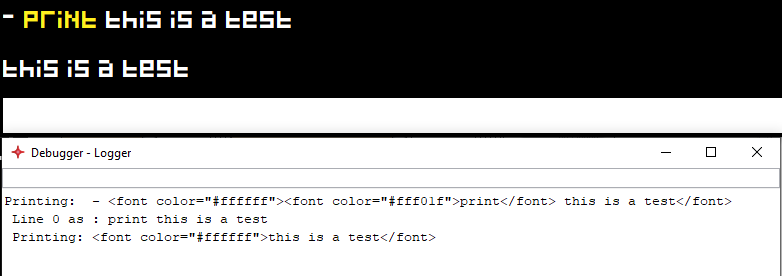 - PriNt this is a test
this is a test
Debugger - Logger
Printing:  - <font color="#ffffff"><font color="#fff01f">print</font> this is a test</font>
Line 0 as : print this is a test
Printing: <font color="#ffffff">this is a test</font>